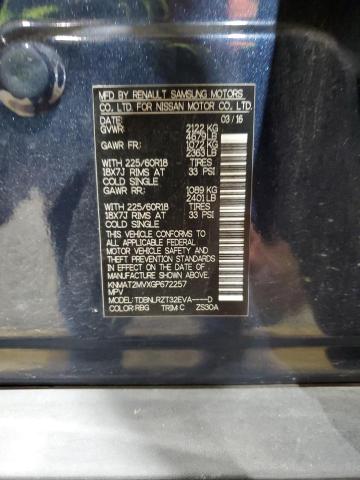 MFD BY RENAULT SAMSUNG MOTORS
CO. LTD. FOR NISSAN MOTOR CO. LTD.
DATE: 03/16
GVWR: 2122 KG
4679 LB
GAWR FR: 1072 KG
2363 LB
WITH 225/60R18 TIRES
18X7J RIMS AT 33 PSI
COLD SINGLE
GAWR RR: 1089 KG
2401 LB
WITH 225/60R18 TIRES
18X7J RIMS AT 33 PSI
COLD SINGLE
THIS VEHICLE CONFORMS TO
ALL APPLICABLE FEDERAL
MOTOR VEHICLE SAFETY AND
THEFT PREVENTION STANDARDS
IN EFFECT ON THE DATE OF
MANUFACTURE SHOWN ABOVE.
KNMAT2MVXGP672257
MPV
MODEL: TDBNLRZT32EVA----D
COLOR: RBG TRIM: C ZS30A